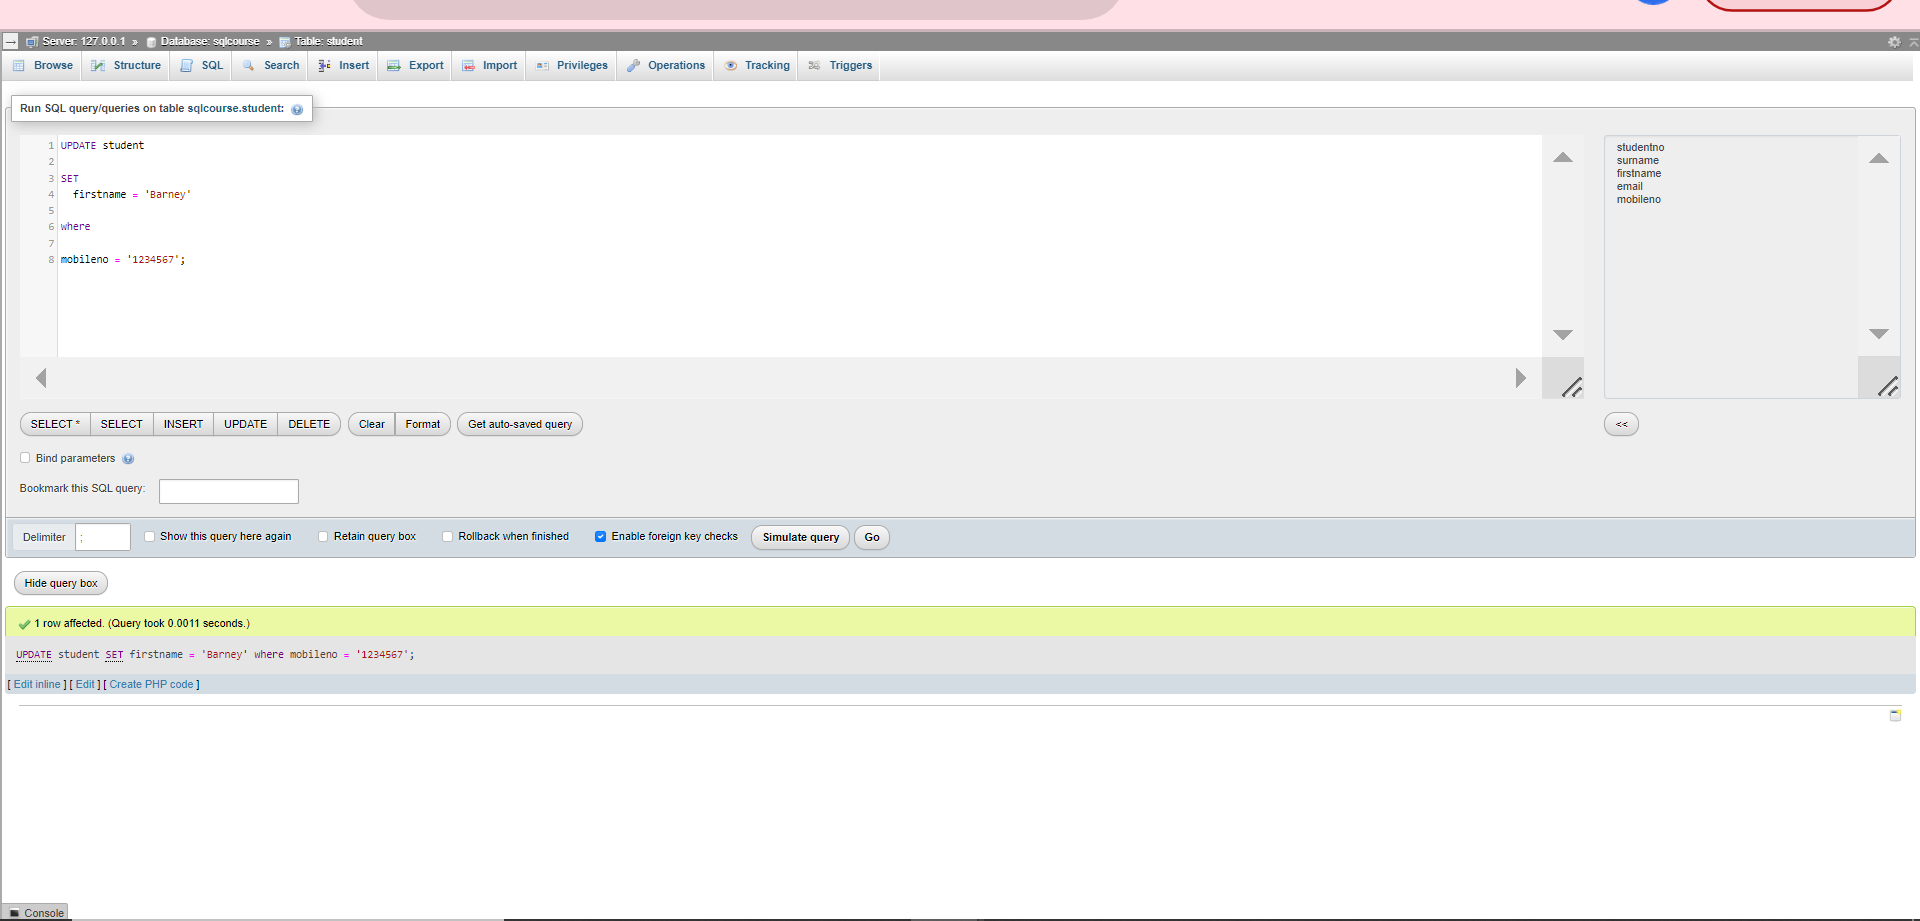 Server: 127.0.0.1 » Database: sqlcourse » Table: student
Browse Structure SQL Search Insert Export Import Privileges Operations Tracking Triggers
Run SQL query/queries on table sqlcourse.student:
1 UPDATE student
2
3 SET
4 firstname = 'Barney'
5
6 where
7
8 mobileno = '1234567';
studentno
surname
firstname
email
mobileno
SELECT * SELECT INSERT UPDATE DELETE Clear Format Get auto-saved query <<
Bind parameters
Bookmark this SQL query:
Delimiter ; Show this query here again Retain query box Rollback when finished Enable foreign key checks Simulate query Go
Hide query box
1 row affected. (Query took 0.0011 seconds.)
UPDATE student SET firstname = 'Barney' where mobileno = '1234567';
[ Edit inline ] [ Edit ] [ Create PHP code ]
Console